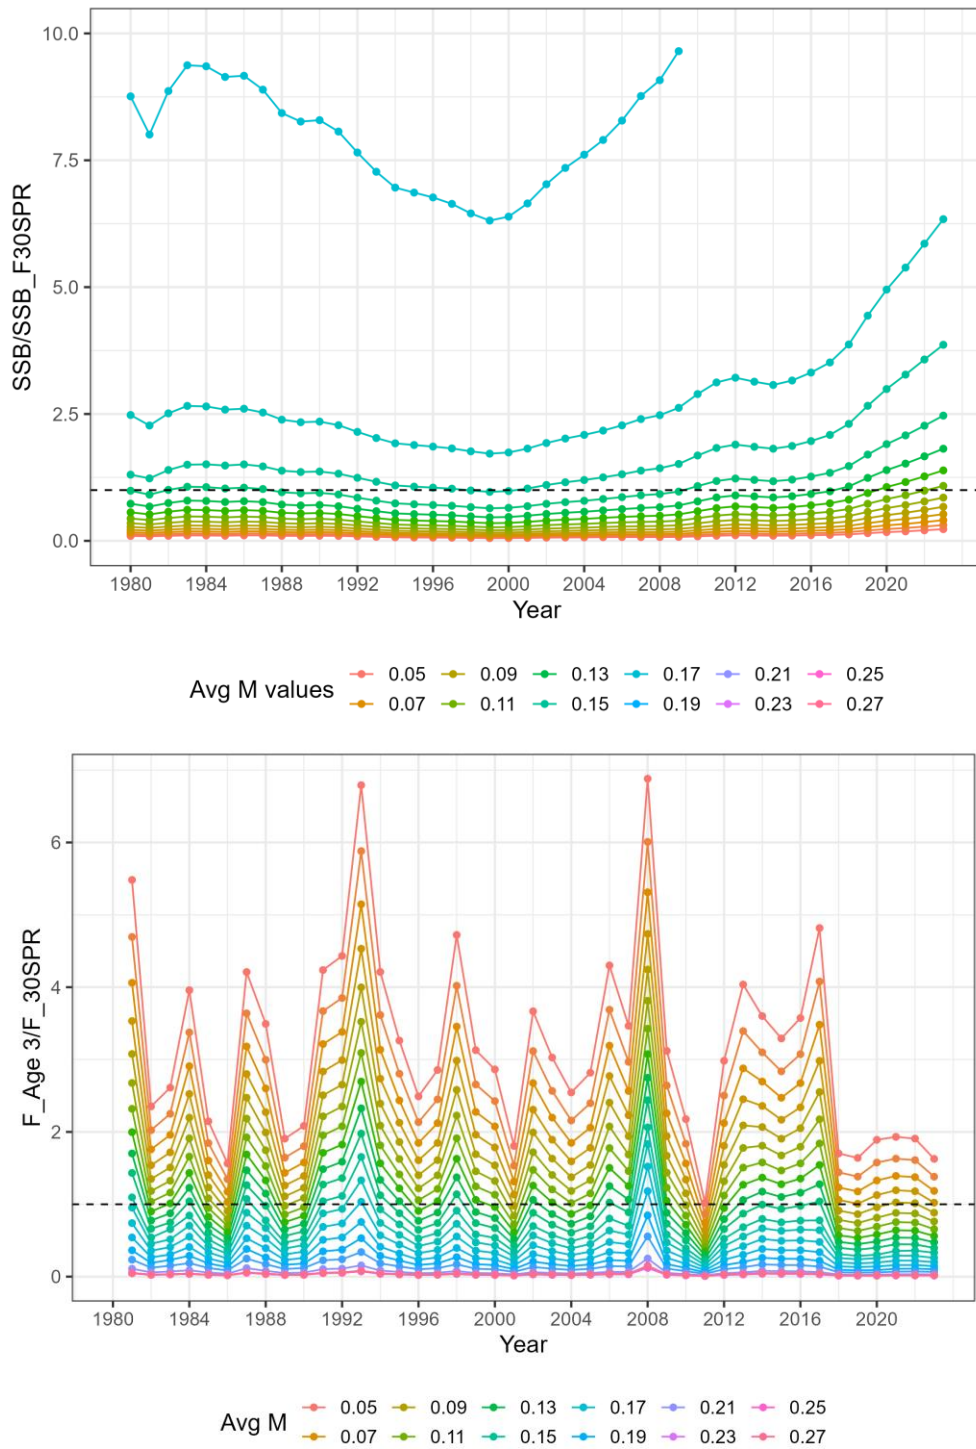 10.0
7.5
5.0
2.5
0.0
SSB/SSB_F30SPR
1980 1984 1988 1992 1996 2000 2004 2008 2012 2016 2020
Year
Avg M values
0.05 0.09 0.13 0.17 0.21 0.25
0.07 0.11 0.15 0.19 0.23 0.27
6
4
2
0
F_Age 3/F_30SPR
1980 1984 1988 1992 1996 2000 2004 2008 2012 2016 2020
Year
Avg M
0.05 0.09 0.13 0.17 0.21 0.25
0.07 0.11 0.15 0.19 0.23 0.27